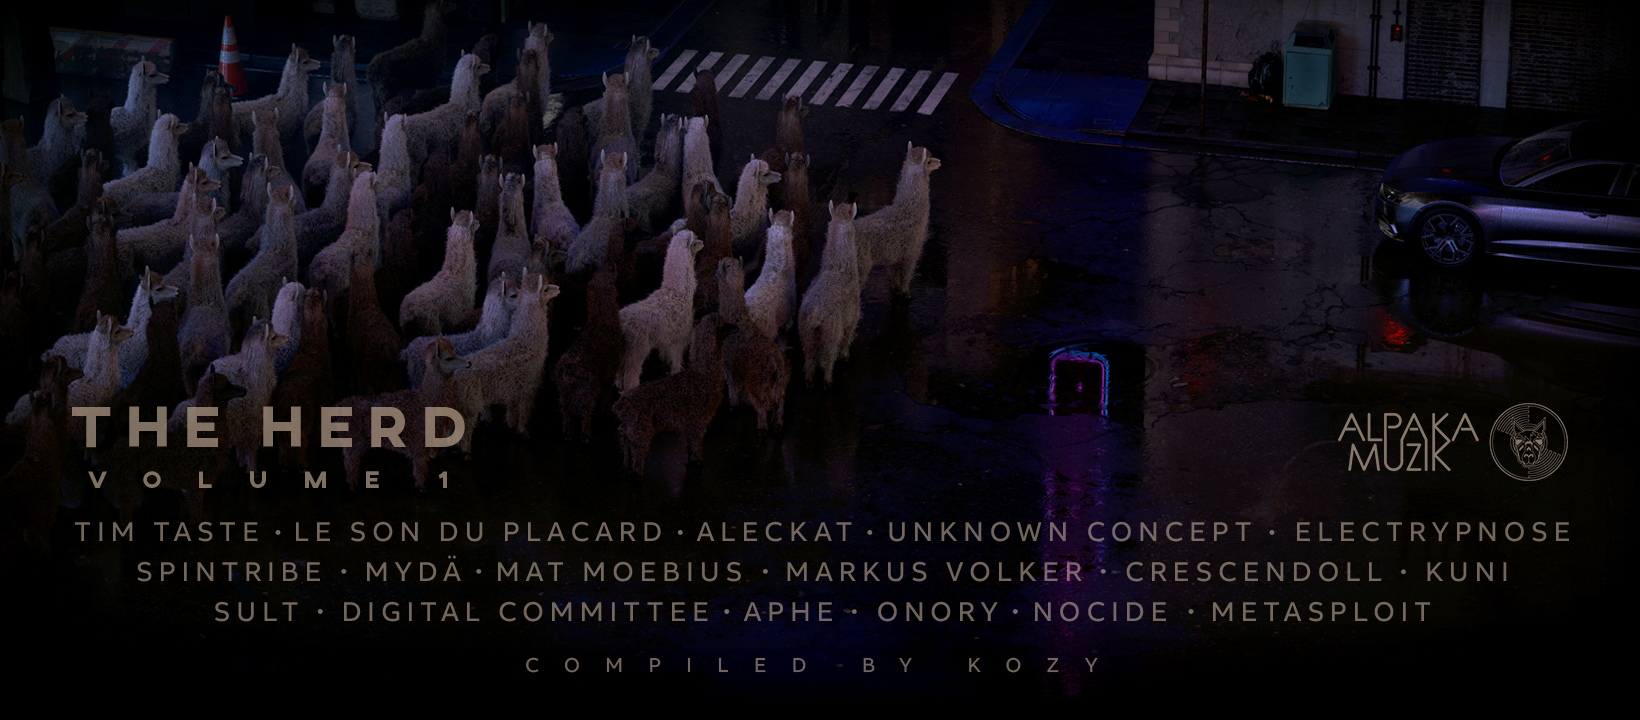 THE HERD
VOLUME 1
ALPAKA
MUZIK
TIM TASTE • LE SON DU PLACARD • ALECKAT • UNKNOWN CONCEPT • ELECTRYPNOSE
SPINTRIBE • MYDÄ • MAT MOEBIUS • MARKUS VOLKER • CRESCENDOLL • KUNI
SULT • DIGITAL COMMITTEE • APHE • ONORY • NOCIDE • METASPLOIT
COMPILED BY KOZY